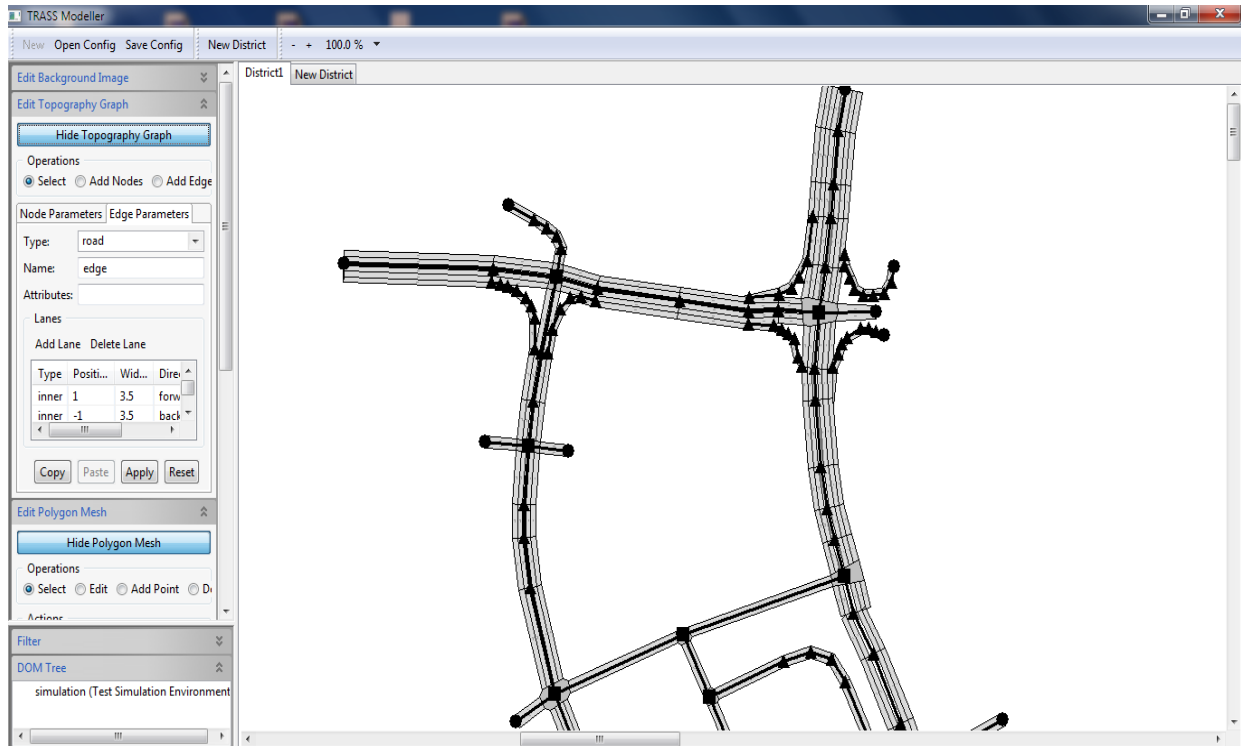 TRASS Modeller
New Open Config Save Config New District - + 100.0 %
Edit Background Image
District1 New District
Edit Topography Graph
Hide Topography Graph
Operations
Select Add Nodes Add Edge
Node Parameters Edge Parameters
Type: road
Name: edge
Attributes:
Lanes
Add Lane Delete Lane
Type Positi... Wid... Dire
inner 1 3.5 forw
inner -1 3.5 back
Copy Paste Apply Reset
Edit Polygon Mesh
Hide Polygon Mesh
Operations
Select Edit Add Point D
Actions
Filter
DOM Tree
simulation (Test Simulation Environment